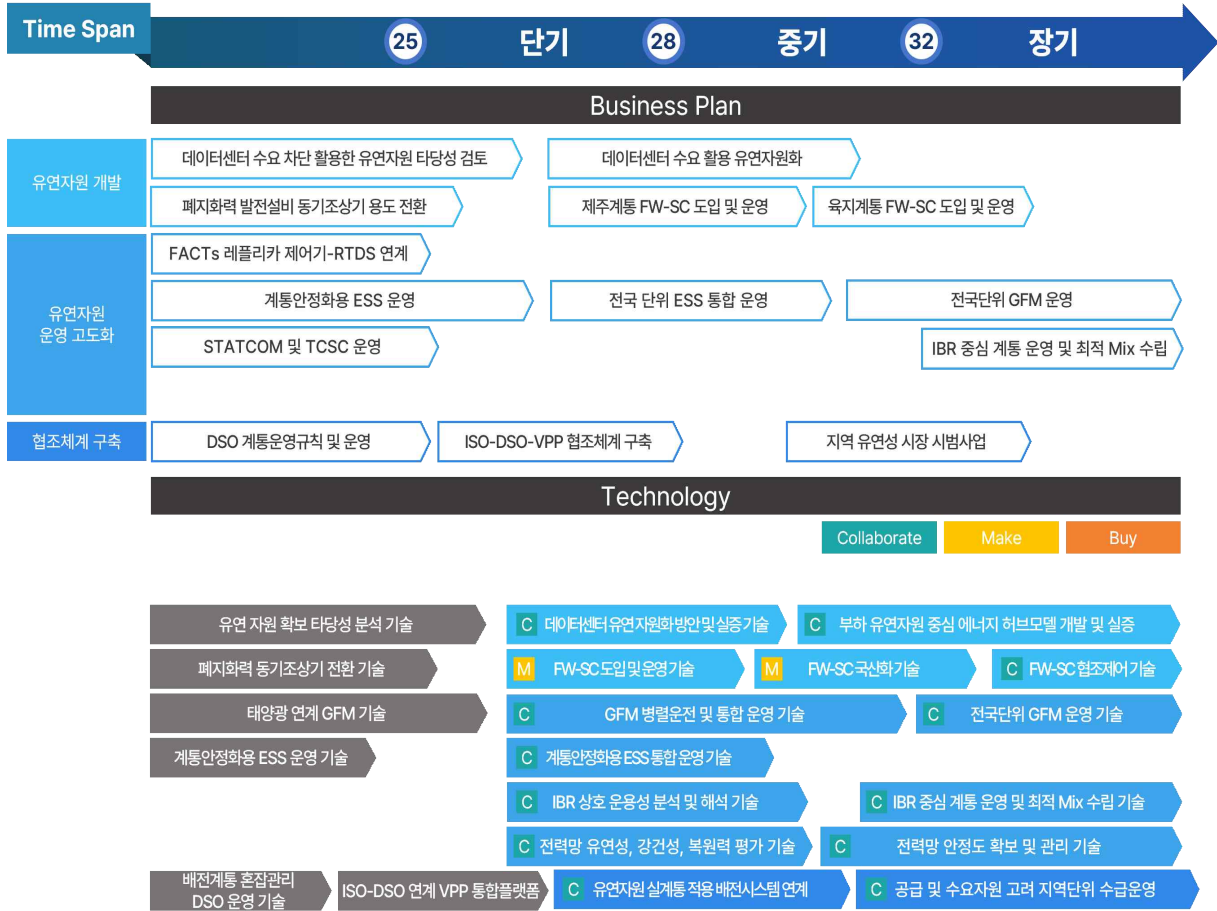 Time Span
25
단기
28
중기
32
장기
Business Plan
유연자원 개발
데이터센터 수요 차단 활용한 유연자원 타당성 검토
데이터센터 수요 활용 유연자원화
폐지화력 발전설비 동기조상기 용도 전환
제주계통 FW-SC 도입 및 운영
육지계통 FW-SC 도입 및 운영
유연자원
운영 고도화
FACTs 레플리카 제어기-RTDS 연계
계통안정화용 ESS 운영
전국 단위 ESS 통합 운영
전국단위 GFM 운영
STATCOM 및 TCSC 운영
IBR 중심 계통 운영 및 최적 Mix 수립
협조체계 구축
DSO 계통운영규칙 및 운영
ISO-DSO-VPP 협조체계 구축
지역 유연성 시장 시범사업
Technology
Collaborate
Make
Buy
유연 자원 확보 타당성 분석 기술
C 데이터센터 유연 자원화 방안 및 실증 기술
C 부하 유연자원 중심 에너지 허브모델 개발 및 실증
폐지화력 동기조상기 전환 기술
M FW-SC 도입 및 운영 기술
M FW-SC 국산화 기술
C FW-SC 협조제어 기술
태양광 연계 GFM 기술
C GFM 병렬운전 및 통합 운영 기술
C 전국단위 GFM 운영 기술
계통안정화용 ESS 운영 기술
C 계통안정화용 ESS 통합 운영 기술
C IBR 상호 운용성 분석 및 해석 기술
C IBR 중심 계통 운영 및 최적 Mix 수립 기술
C 전력망 유연성, 강건성, 복원력 평가 기술
C 전력망 안정도 확보 및 관리 기술
배전계통 혼잡관리
DSO 운영 기술
ISO-DSO 연계 VPP 통합플랫폼
C 유연자원 실계통 적용 배전시스템 연계
C 공급 및 수요자원 고려 지역단위 수급운영